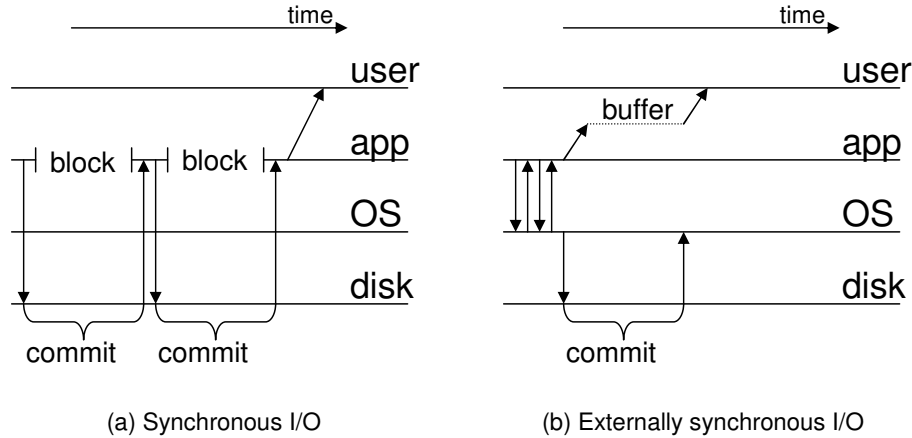 time
user
app
block
block
OS
disk
commit
commit
(a) Synchronous I/O
time
user
buffer
app
OS
disk
commit
(b) Externally synchronous I/O